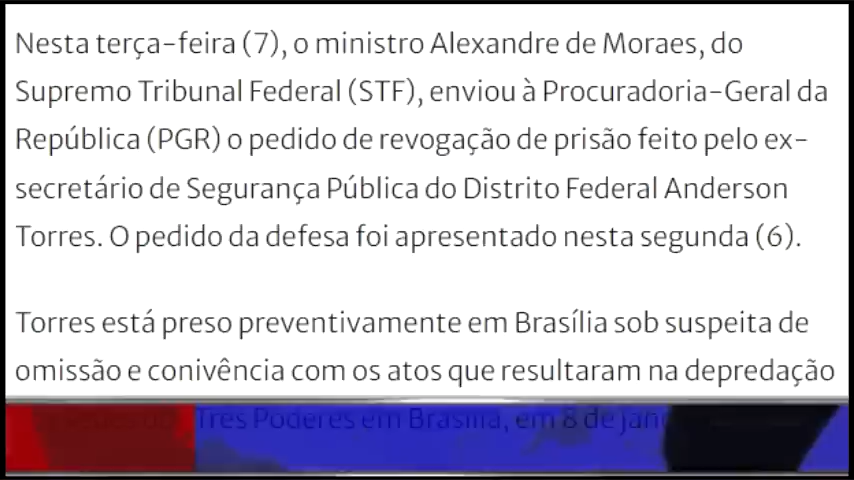 Nesta terça-feira (7), o ministro Alexandre de Moraes, do
Supremo Tribunal Federal (STF), enviou à Procuradoria-Geral da
República (PGR) o pedido de revogação de prisão feito pelo ex-
secretário de Segurança Pública do Distrito Federal Anderson
Torres. O pedido da defesa foi apresentado nesta segunda (6).
Torres está preso preventivamente em Brasília sob suspeita de
omissão e conivência com os atos que resultaram na depredação
Três Poderes em Brasília, em 8 de